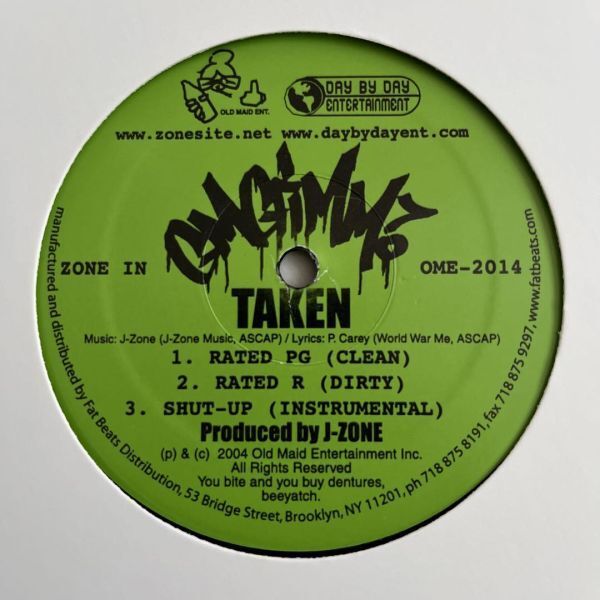 OLD MAID ENT.
DAY BY DAY
ENTERTAINMENT
www.zonesite.net www.daybydayent.com
GM GRIMM
ZONE IN
OME-2014
TAKEN
Music: J-Zone (J-Zone Music, ASCAP) / Lyrics: P. Carey (World War Me, ASCAP)
1. RATED PG (CLEAN)
2. RATED R (DIRTY)
3. SHUT-UP (INSTRUMENTAL)
Produced by J-ZONE
(p) & (c) 2004 Old Maid Entertainment Inc.
All Rights Reserved
You bite and you buy dentures,
beeyatch.
manufactured and distributed by Fat Beats Distribution, 53 Bridge Street, Brooklyn, NY 11201, ph 718 875 8191, fax 718 875 9297, www.fatbeats.com